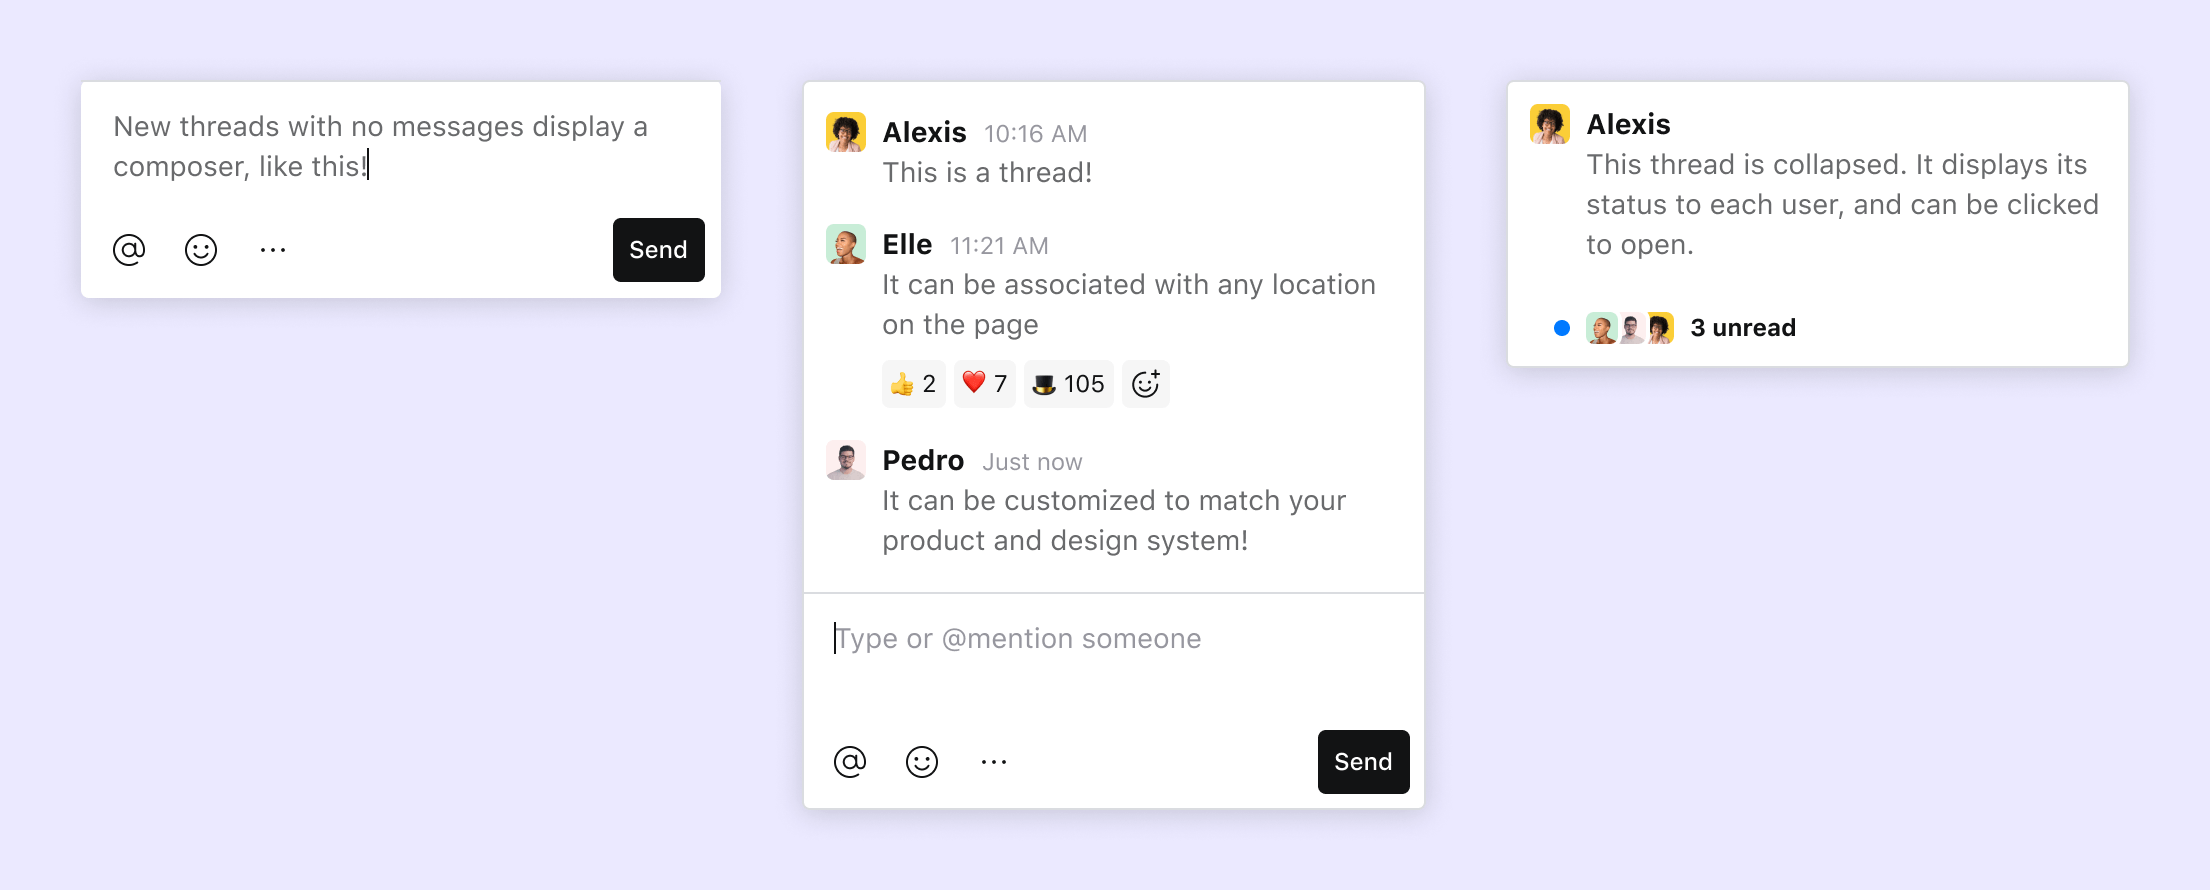 New threads with no messages display a
composer, like this!
@
Send
Alexis 10:16 AM
This is a thread!
Elle 11:21 AM
It can be associated with any location
on the page
👍 2 ❤️ 7 🎩 105
Pedro Just now
It can be customized to match your
product and design system!
Type or @mention someone
@
Send
Alexis
This thread is collapsed. It displays its
status to each user, and can be clicked
to open.
3 unread